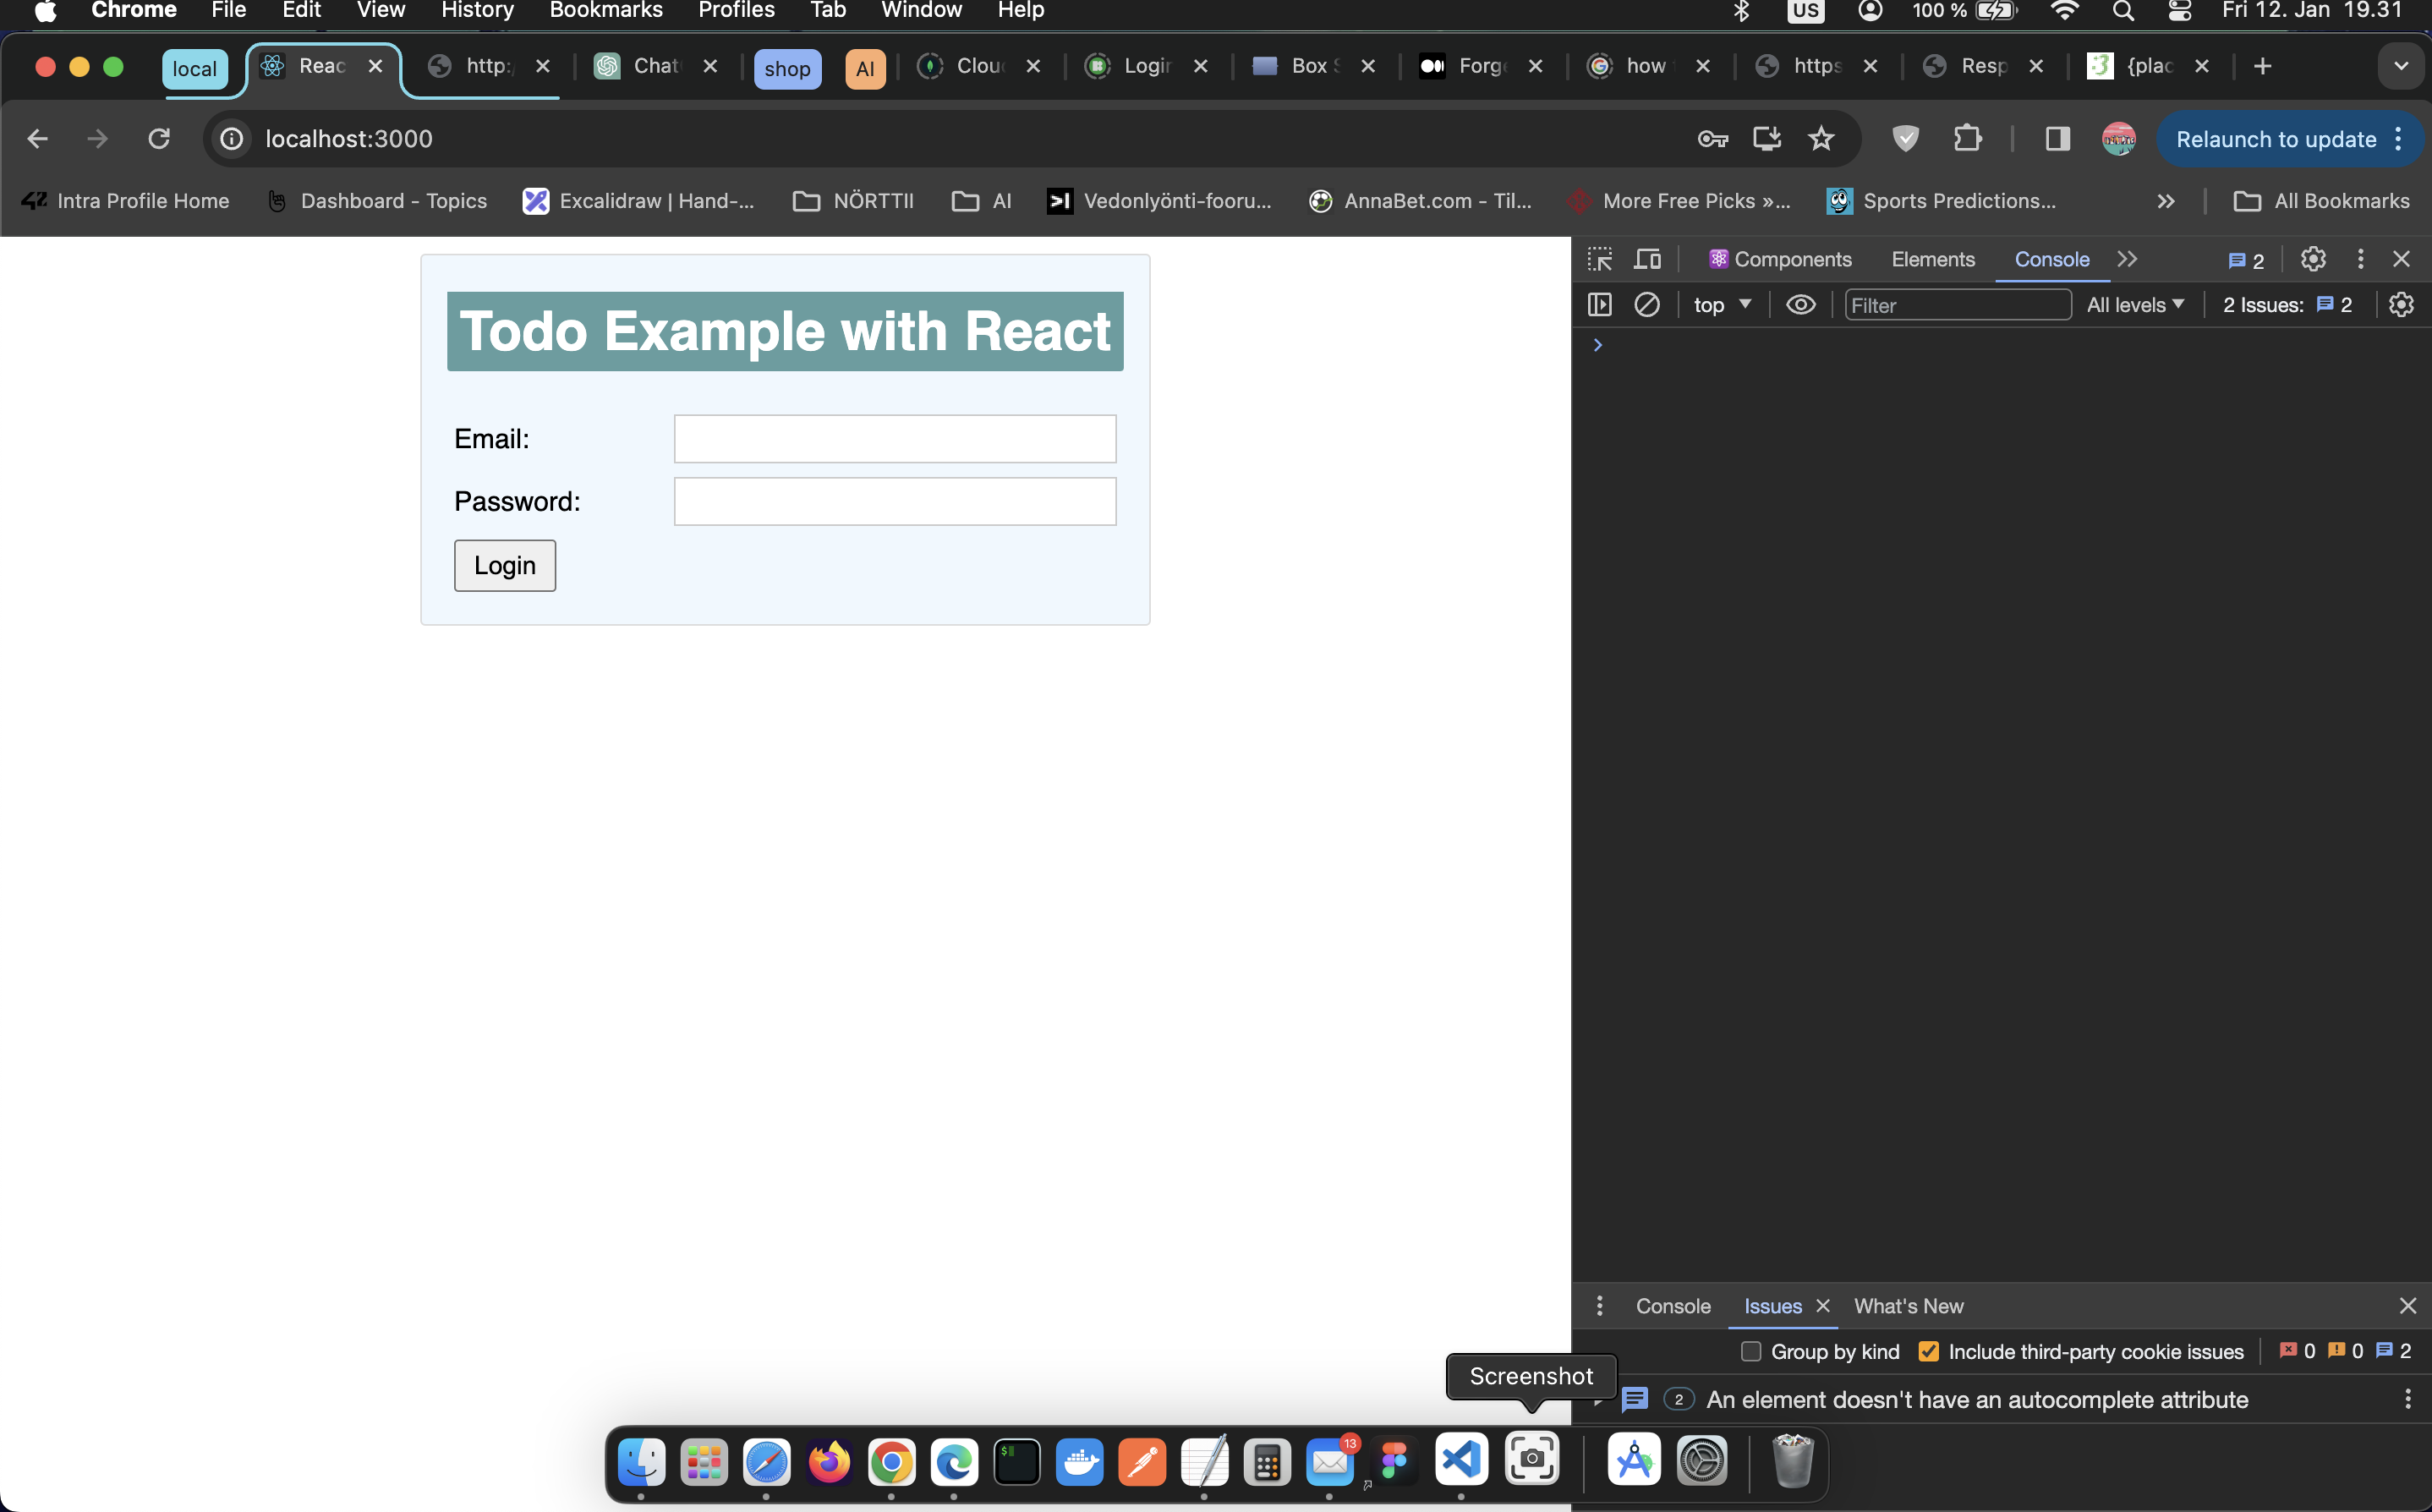 Chrome File Edit View History Bookmarks Profiles Tab Window Help US 100 % Fri 12. Jan 19.31
local Reac http:/ Chat shop AI Clou Login Box S Forg how https Resp {plac
localhost:3000 Relaunch to update
Intra Profile Home Dashboard - Topics Excalidraw | Hand-... NÖRTTII AI Vedonlyönti-fooru... AnnaBet.com - Til... More Free Picks »... Sports Predictions... All Bookmarks
Components Elements Console 2
top Filter All levels 2 Issues: 2
Todo Example with React
Email:
Password:
Login
Console Issues What's New
Group by kind Include third-party cookie issues 0 0 2
Screenshot
2 An element doesn't have an autocomplete attribute
13